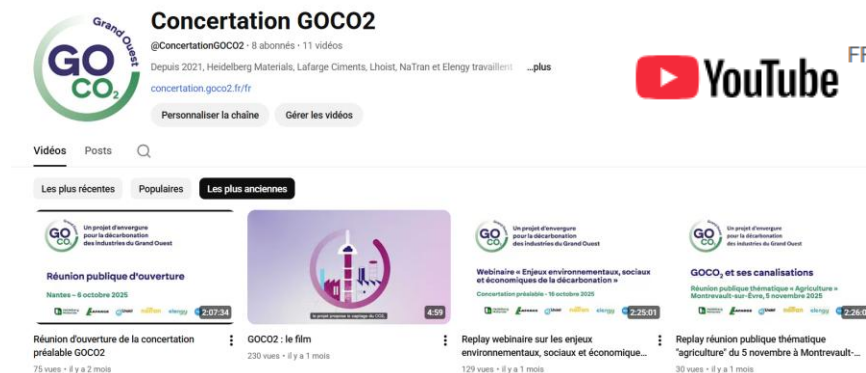 Grand Ouest
GO
CO2
Concertation GOCO2
@ConcertationGOCO2 · 8 abonnés · 11 vidéos
Depuis 2021, Heidelberg Materials, Lafarge Ciments, Lhoist, NaTran et Elengy travaillent ...plus
concertation.goco2.fr/fr
Personnaliser la chaîne Gérer les vidéos
YouTube
Vidéos Posts
Les plus récentes Populaires Les plus anciennes
Grand Ouest
GO
CO2
Un projet d'envergure
pour la décarbonation
des industries du Grand Ouest
Réunion publique d'ouverture
Nantes – 6 octobre 2025
2:07:34
Réunion d'ouverture de la concertation
préalable GOCO2
75 vues · il y a 2 mois
4:59
GOCO2 : le film
230 vues · il y a 1 mois
GO
CO2
Un projet d'envergure
pour la décarbonation
des industries du Grand Ouest
Webinaire « Enjeux environnementaux, sociaux
et économiques de la décarbonation »
Concertation préalable - 16 octobre 2025
2:25:01
Replay webinaire sur les enjeux
environnementaux, sociaux et économique...
129 vues · il y a 1 mois
GO
CO2
Un projet d'envergure
pour la décarbonation
des industries du Grand Ouest
GOCO2 et ses canalisations
Réunion publique thématique « Agriculture »
Montrevault-sur-Èvre, 5 novembre 2025
Replay réunion publique thématique
"agriculture" du 5 novembre à Montrevault-...
30 vues · il y a 1 mois